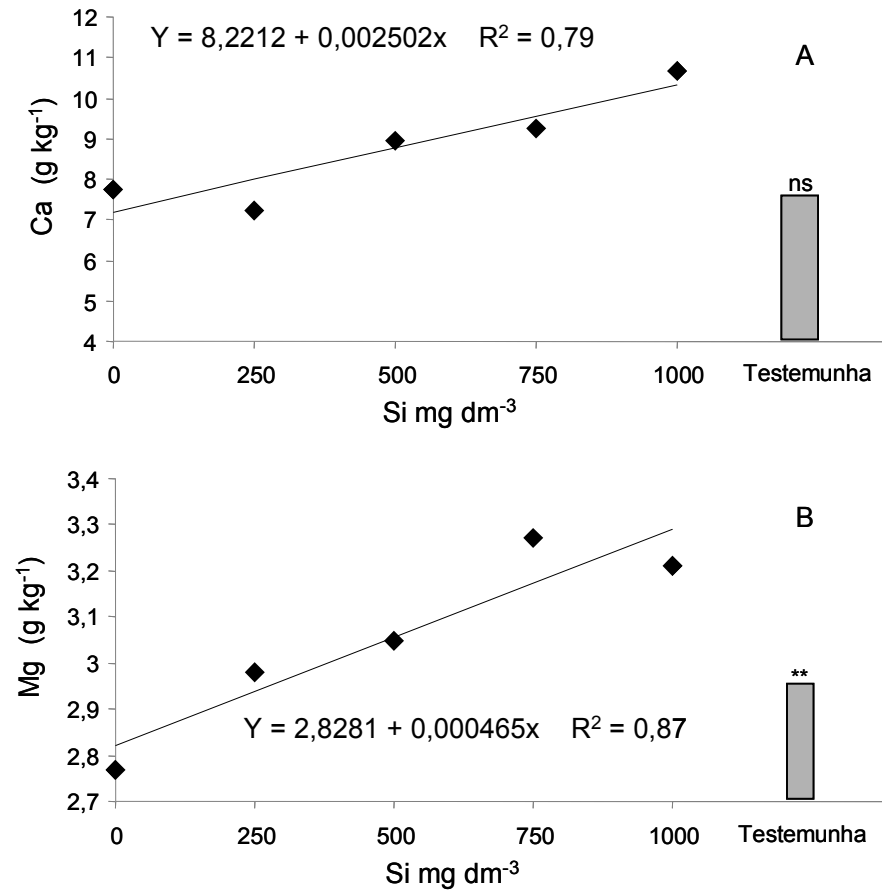 12
Y = 8,2212 + 0,002502x R² = 0,79
11
A
10
9
8
ns
7
6
5
4
Ca (g kg⁻¹)
0 250 500 750 1000 Testemunha
Si mg dm⁻³
3,4
3,3
B
3,2
3,1
3
**
2,9
Y = 2,8281 + 0,000465x R² = 0,87
2,8
2,7
Mg (g kg⁻¹)
0 250 500 750 1000 Testemunha
Si mg dm⁻³